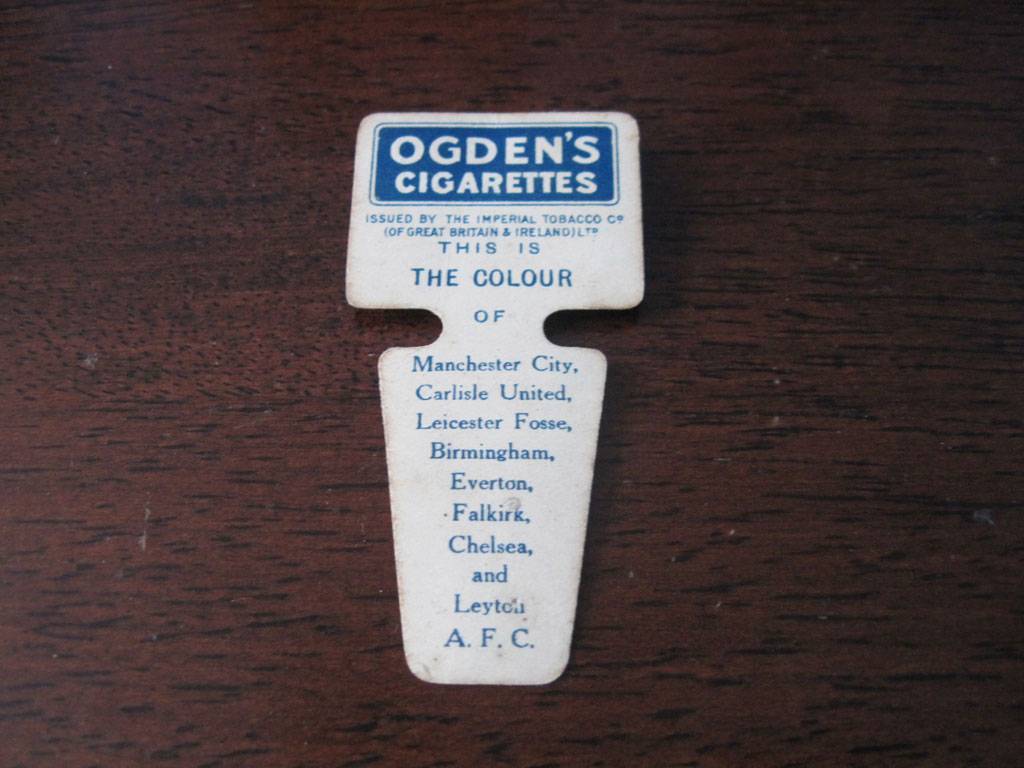 OGDEN'S
CIGARETTES
ISSUED BY THE IMPERIAL TOBACCO Cº
(OF GREAT BRITAIN & IRELAND) LTD
THIS IS
THE COLOUR
OF
Manchester City,
Carlisle United,
Leicester Fosse,
Birmingham,
Everton,
Falkirk,
Chelsea,
and
Leyton
A. F. C.